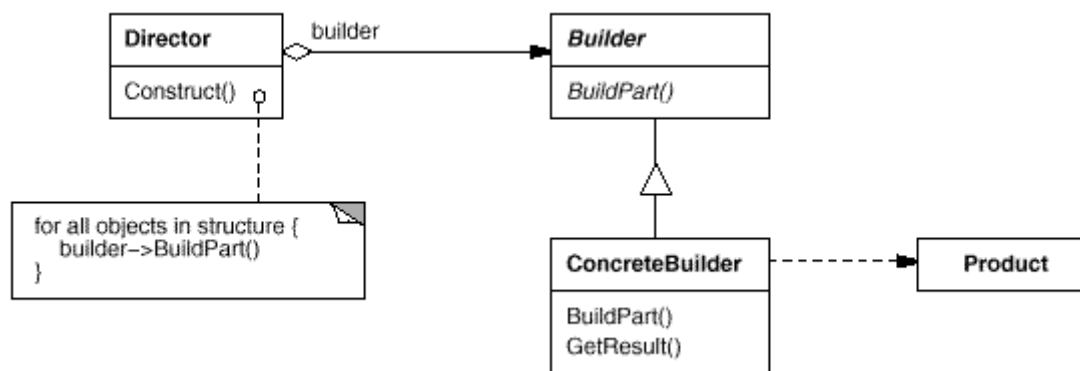 Director
Construct()
builder
Builder
BuildPart()
for all objects in structure {
builder->BuildPart()
}
ConcreteBuilder
BuildPart()
GetResult()
Product